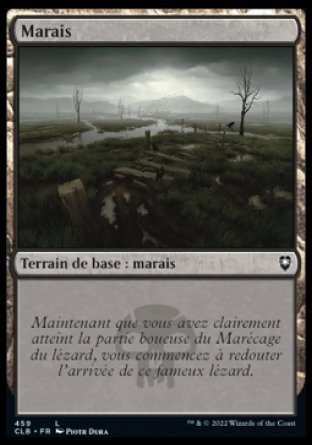 Marais
Terrain de base : marais
Maintenant que vous avez clairement
atteint la partie boueuse du Marécage
du lézard, vous commencez à redouter
l'arrivée de ce fameux lézard.
459 L
CLB • FR Piotr Dura
™ & © 2022 Wizards of the Coast